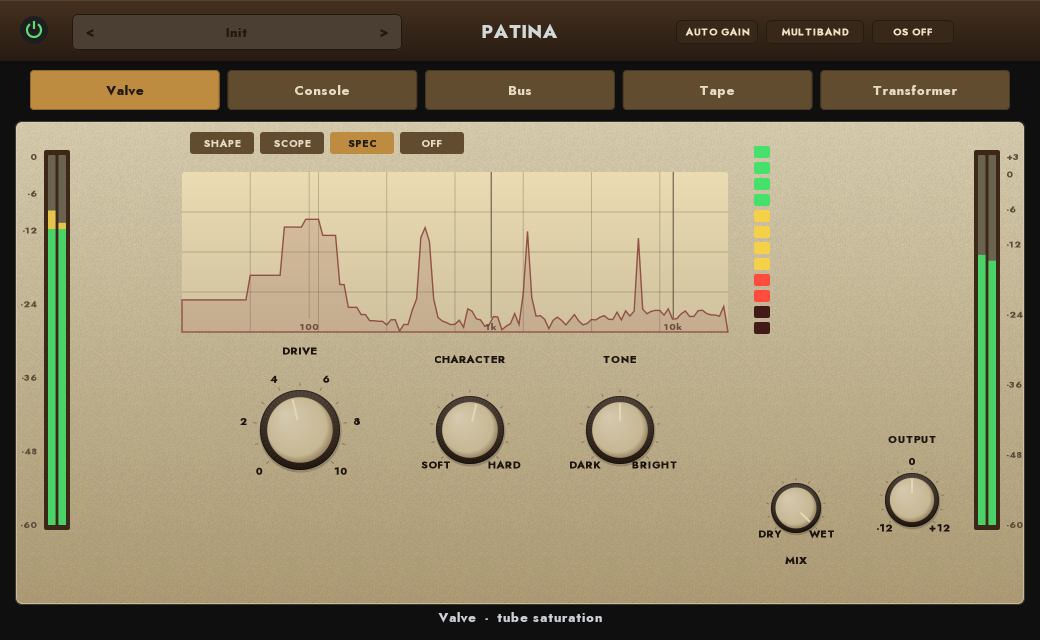 < Init >
PATINA
AUTO GAIN MULTIBAND OS OFF
Valve Console Bus Tape Transformer
SHAPE SCOPE SPEC OFF
0
-6
-12
-24
-36
-48
-60
100 1k 10k
+3
0
-6
-12
-24
-36
-48
-60
DRIVE
0 2 4 6 8 10
CHARACTER
SOFT HARD
TONE
DARK BRIGHT
DRY WET
MIX
OUTPUT
0
-12 +12
Valve - tube saturation